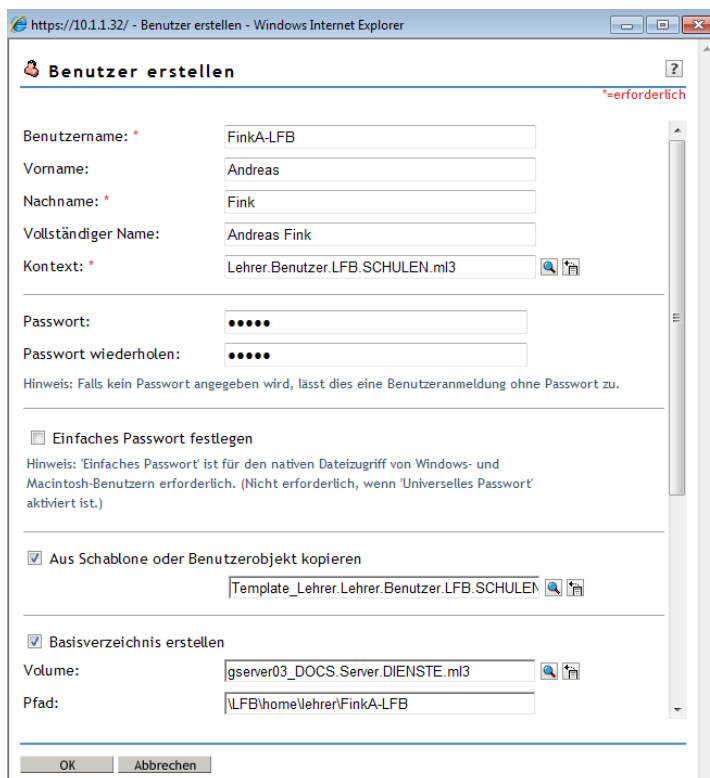 https://10.1.1.32/ - Benutzer erstellen - Windows Internet Explorer
Benutzer erstellen
?
*=erforderlich
Benutzername: * FinkA-LFB
Vorname: Andreas
Nachname: * Fink
Vollständiger Name: Andreas Fink
Kontext: * Lehrer.Benutzer.LFB.SCHULEN.ml3
Passwort: •••••
Passwort wiederholen: •••••
Hinweis: Falls kein Passwort angegeben wird, lässt dies eine Benutzeranmeldung ohne Passwort zu.
Einfaches Passwort festlegen
Hinweis: 'Einfaches Passwort' ist für den nativen Dateizugriff von Windows- und
Macintosh-Benutzern erforderlich. (Nicht erforderlich, wenn 'Universelles Passwort'
aktiviert ist.)
Aus Schablone oder Benutzerobjekt kopieren
Template_Lehrer.Lehrer.Benutzer.LFB.SCHULEN
Basisverzeichnis erstellen
Volume: gserver03_DOCS.Server.DIENSTE.ml3
Pfad: \LFB\home\lehrer\FinkA-LFB
OK Abbrechen